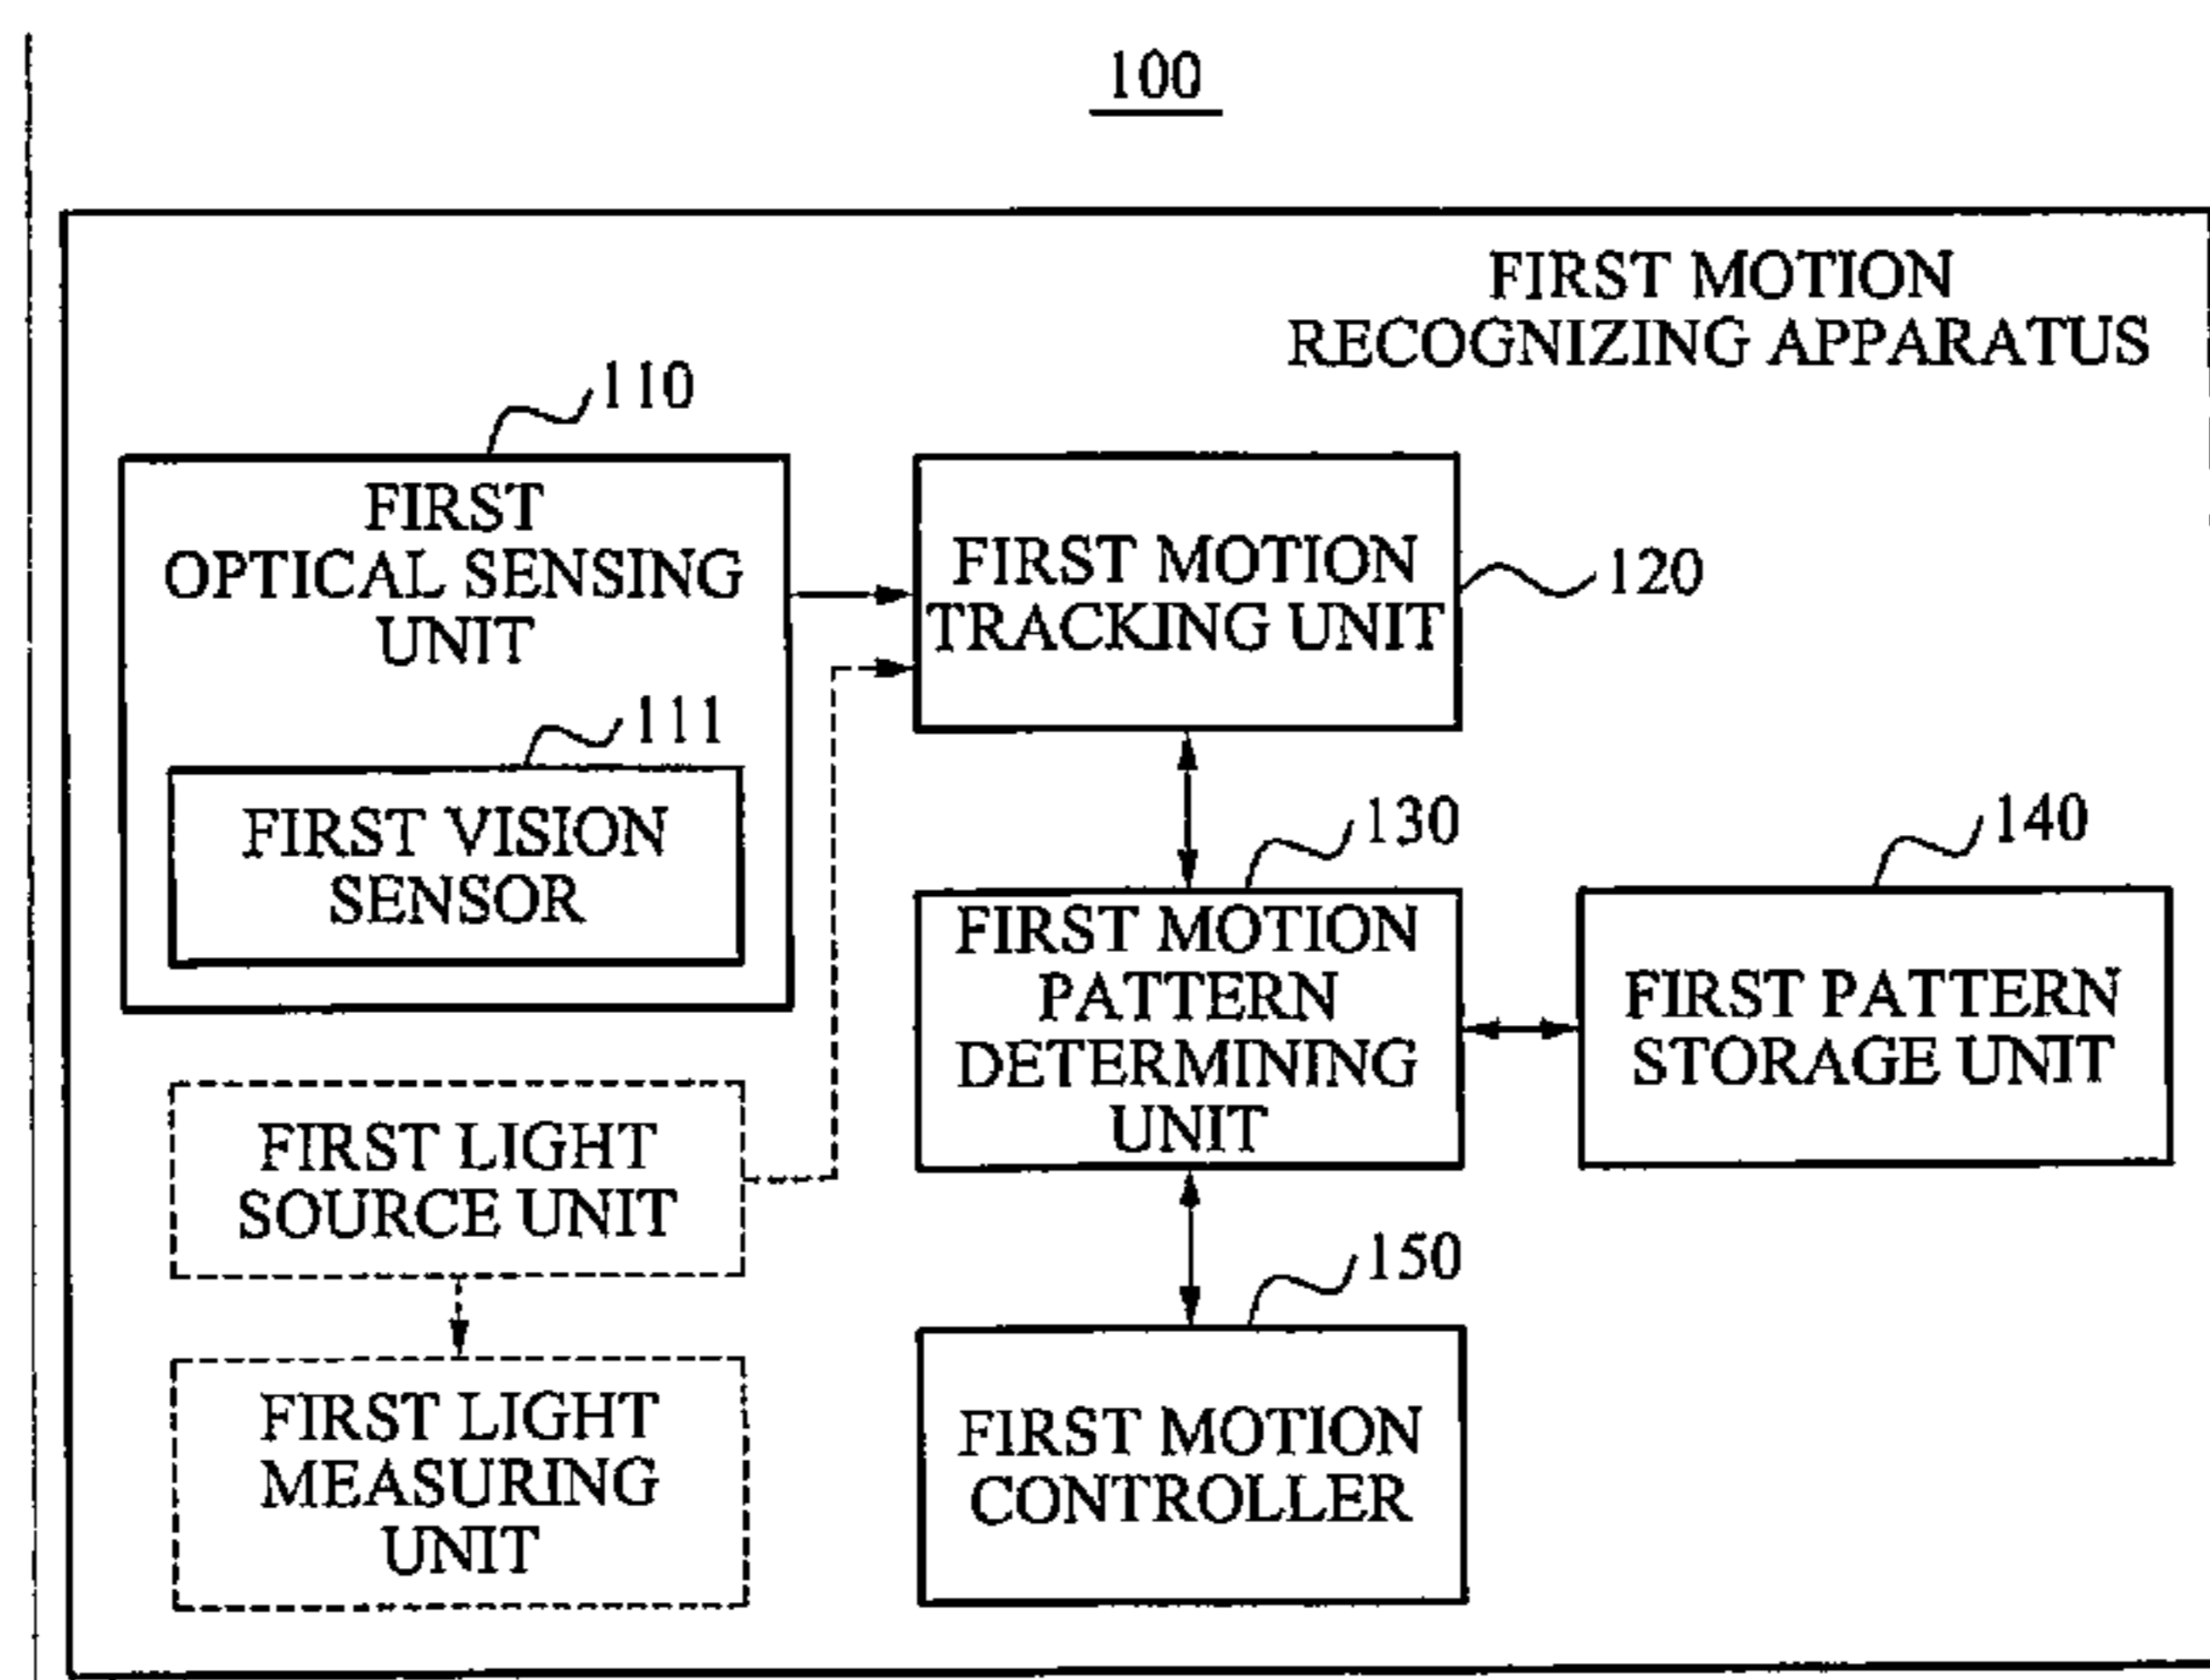 100
FIRST MOTION
RECOGNIZING APPARATUS
110
FIRST
OPTICAL SENSING
UNIT
111
FIRST VISION
SENSOR
FIRST MOTION
TRACKING UNIT
120
130
FIRST MOTION
PATTERN
DETERMINING
UNIT
140
FIRST PATTERN
STORAGE UNIT
FIRST LIGHT
SOURCE UNIT
150
FIRST LIGHT
MEASURING
UNIT
FIRST MOTION
CONTROLLER